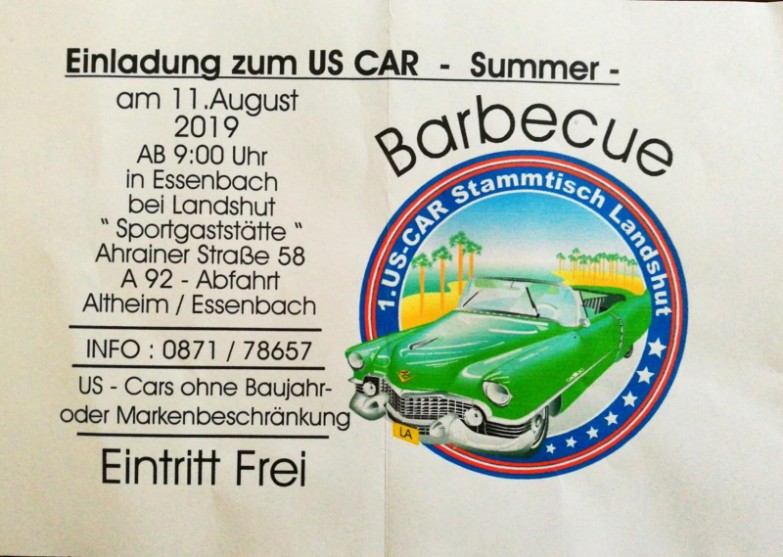 Einladung zum US CAR - Summer -
Barbecue
am 11.August
2019
AB 9:00 Uhr
in Essenbach
bei Landshut
" Sportgaststätte "
Ahrainer Straße 58
A 92 - Abfahrt
Altheim / Essenbach
INFO : 0871 / 78657
US - Cars ohne Baujahr-
oder Markenbeschränkung
Eintritt Frei
1.US-CAR Stammtisch Landshut
LA